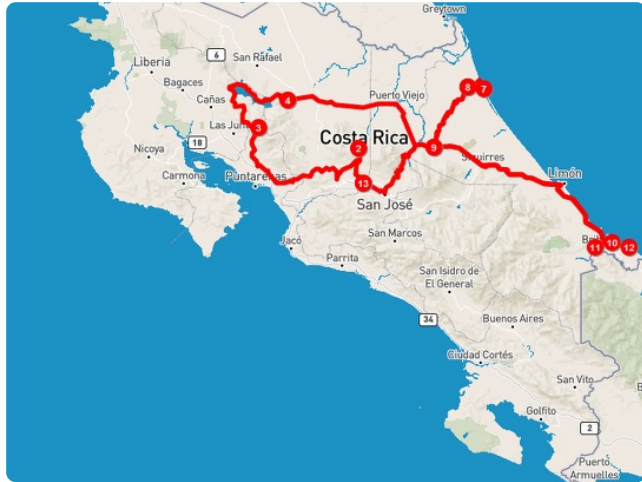 Greytown
6
San Rafael
Liberia
Bagaces
Cañas
4
Puerto Viejo
8
7
Las Jun
3
Costa Rica
2
9
18
Siquirres
Nicoya
Carmona
Puntarenas
13
Limón
San José
Jacó
San Marcos
11
10
12
Parrita
San Isidro de
El General
34
Buenos Aires
Ciudad Cortés
San Vito
Golfito
2
Puerto
Armuelles